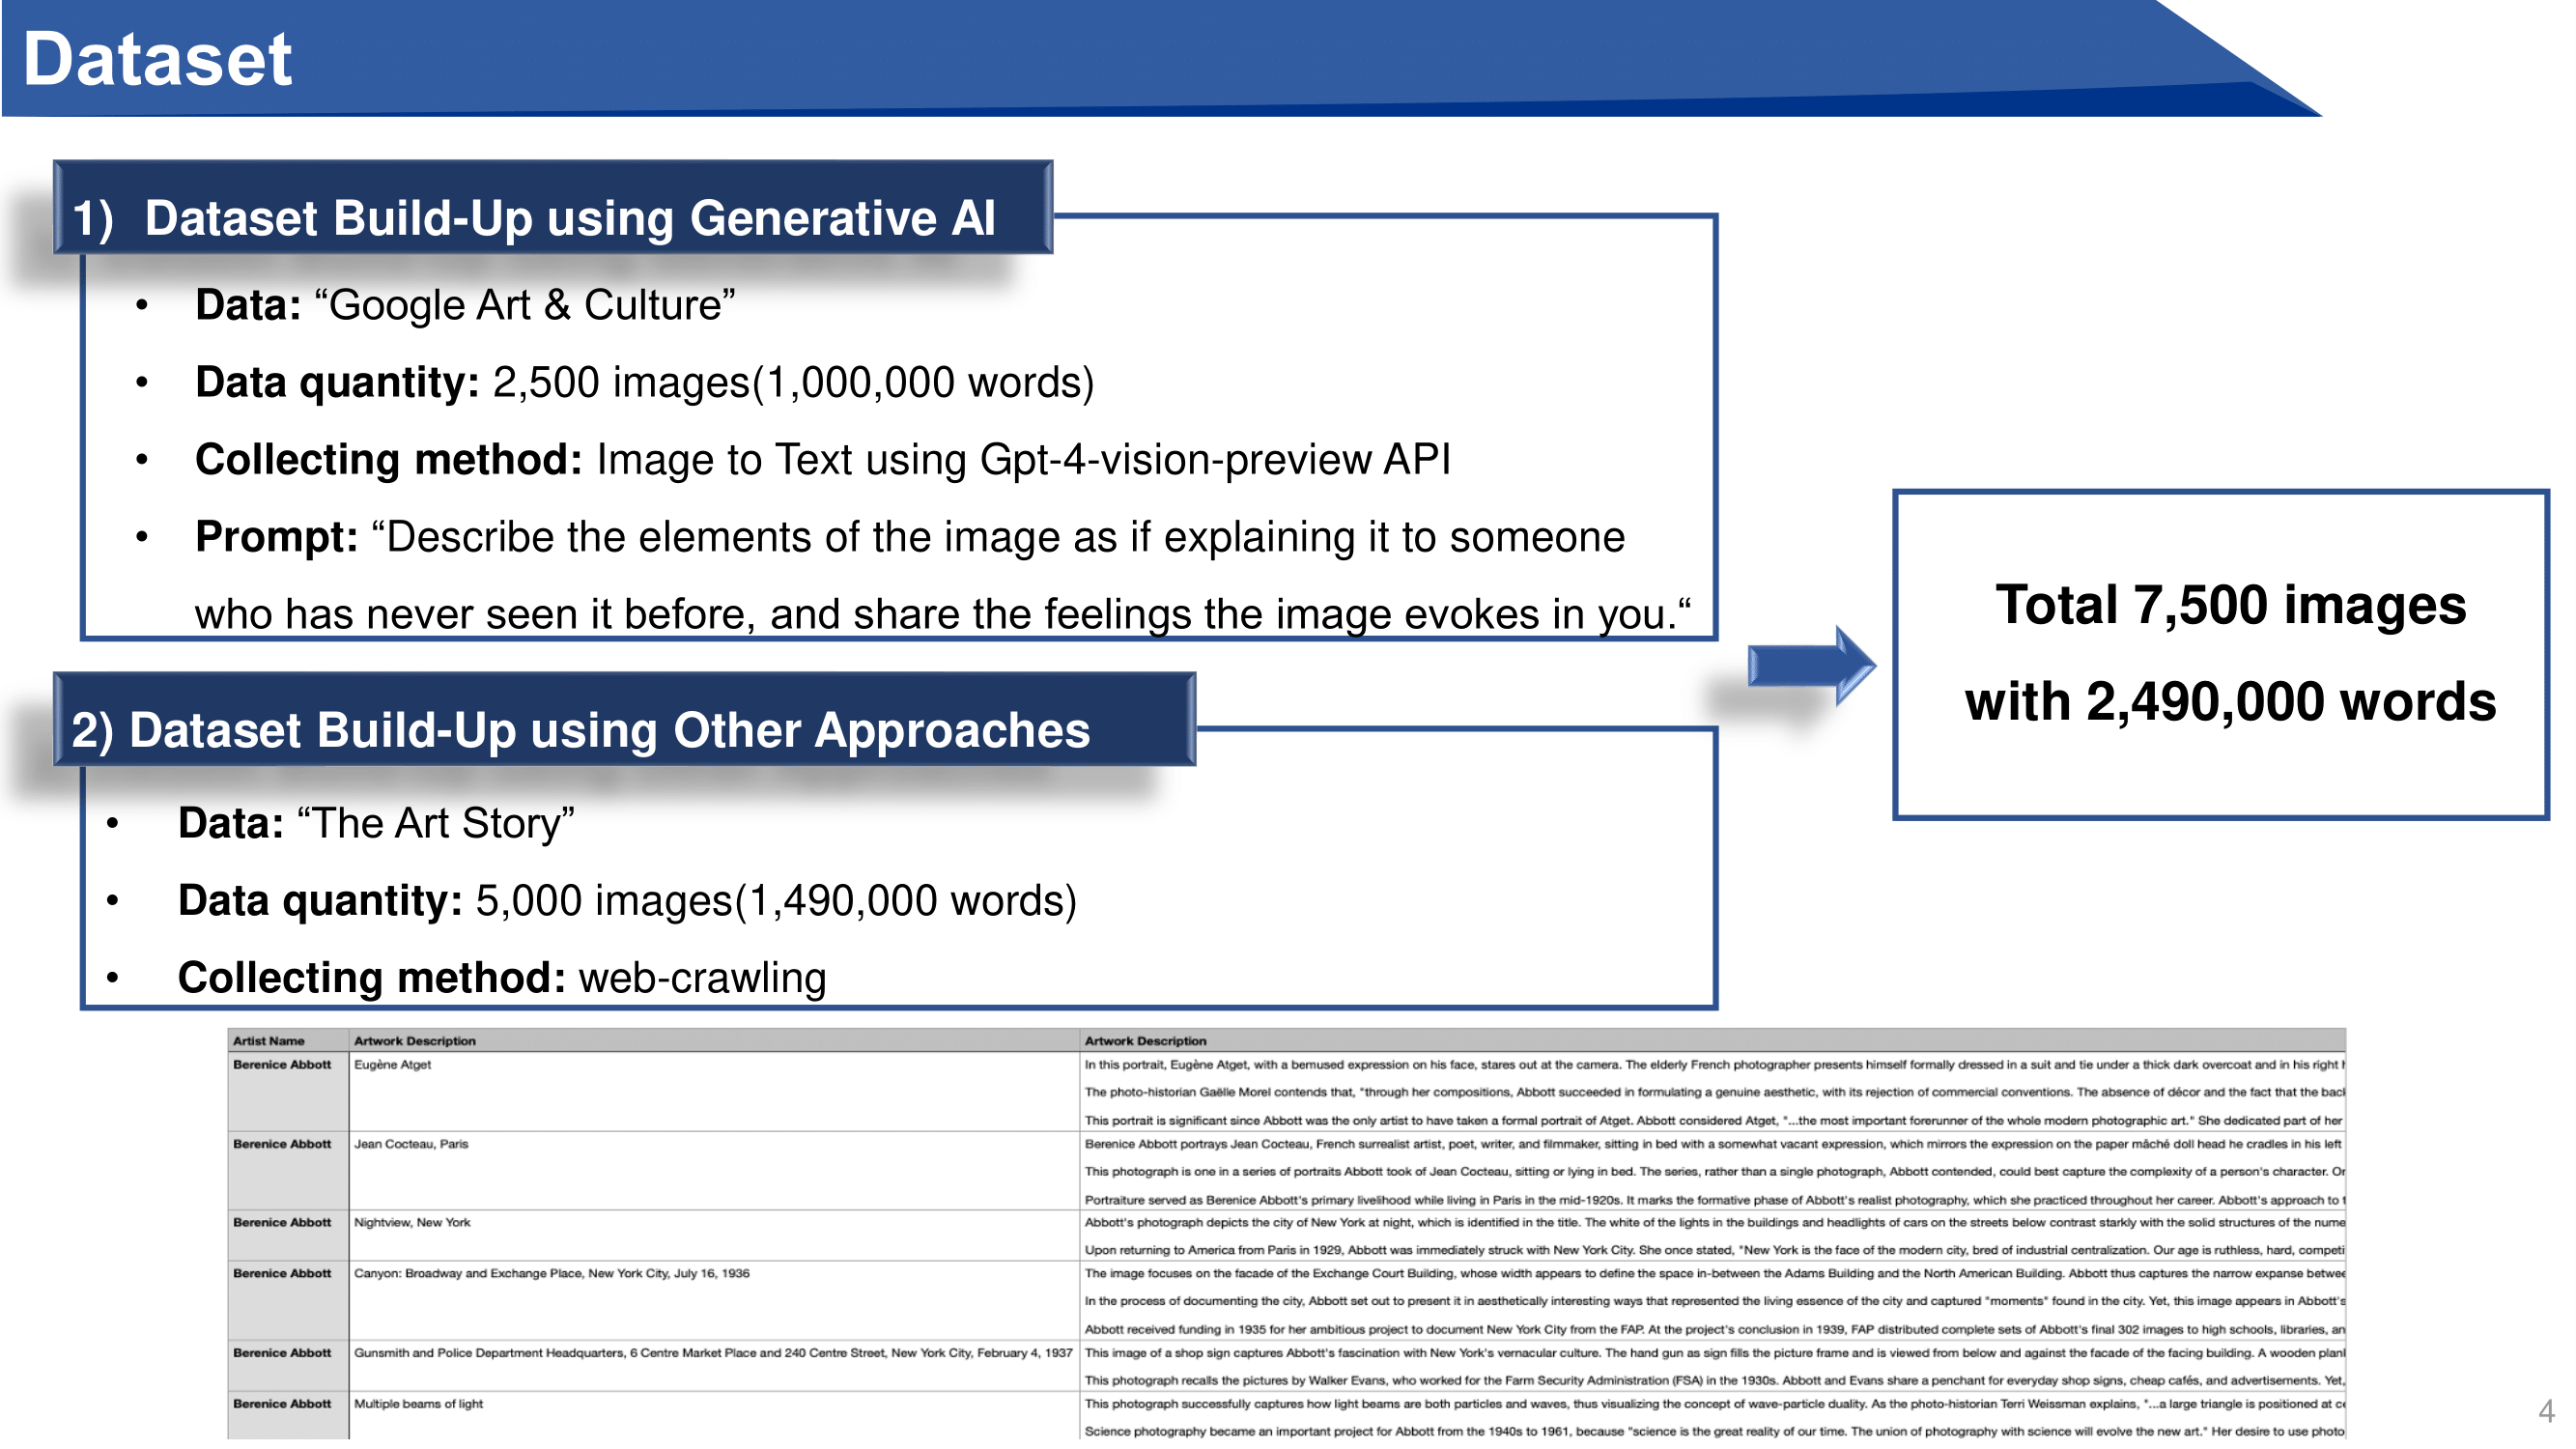 Dataset
1) Dataset Build-Up using Generative AI
• Data: “Google Art & Culture”
• Data quantity: 2,500 images(1,000,000 words)
• Collecting method: Image to Text using Gpt-4-vision-preview API
• Prompt: “Describe the elements of the image as if explaining it to someone
who has never seen it before, and share the feelings the image evokes in you.“
2) Dataset Build-Up using Other Approaches
• Data: “The Art Story”
• Data quantity: 5,000 images(1,490,000 words)
• Collecting method: web-crawling
Total 7,500 images
with 2,490,000 words
Artist Name Artwork Description Artwork Description
Berenice Abbott Eugène Atget In this portrait, Eugène Atget, with a bemused expression on his face, stares out at the camera. The elderly French photographer presents himself formally dressed in a suit and tie under a thick dark overcoat and in his right
The photo-historian Gaëlle Morel contends that, "through her compositions, Abbott succeeded in formulating a genuine aesthetic, with its rejection of commercial conventions. The absence of décor and the fact that the
This portrait is significant since Abbott was the only artist to have taken a formal portrait of Atget. Abbott considered Atget, "...the most important forerunner of the whole modern photographic art." She dedicated part of her
Berenice Abbott Jean Cocteau, Paris Berenice Abbott portrays Jean Cocteau, French surrealist artist, poet, writer, and filmmaker, sitting in bed with a somewhat vacant expression, which mirrors the expression on the paper mâché doll head he cradles in his left
This photograph is one in a series of portraits Abbott took of Jean Cocteau, sitting or lying in bed. The series, rather than a single photograph, Abbott contended, could best capture the complexity of a person's character.
Portraiture served as Berenice Abbott's primary livelihood while living in Paris in the mid-1920s. It marks the formative phase of Abbott's realist photography, which she practiced throughout her career. Abbott's approach to
Berenice Abbott Nightview, New York Abbott's photograph depicts the city of New York at night, which is identified in the title. The white of the lights in the buildings and headlights of cars on the streets below contrast starkly with the solid structures of the
Upon returning to America from Paris in 1929, Abbott was immediately struck with New York City. She once stated, "New York is the face of the modern city, bred of industrial centralization. Our age is ruthless, hard,
Berenice Abbott Canyon: Broadway and Exchange Place, New York City, July 16, 1936 The image focuses on the facade of the Exchange Court Building, whose width appears to define the space in-between the Adams Building and the North American Building. Abbott thus captures the narrow expanse
In the process of documenting the city, Abbott set out to present it in aesthetically interesting ways that represented the living essence of the city and captured "moments" found in the city. Yet, this image appears in Abbott's
Abbott received funding in 1935 for her ambitious project to document New York City from the FAP. At the project's conclusion in 1939, FAP distributed complete sets of Abbott's final 302 images to high schools, libraries,
Berenice Abbott Gunsmith and Police Department Headquarters, 6 Centre Market Place and 240 Centre Street, New York City, February 4, 1937 This image of a shop sign captures Abbott's fascination with New York's vernacular culture. The hand gun as sign fills the picture frame and is viewed from below and against the facade of the facing building. A wooden
This photograph recalls the pictures by Walker Evans, who worked for the Farm Security Administration (FSA) in the 1930s. Abbott and Evans share a penchant for everyday shop signs, cheap cafés, and advertisements. Yet,
Berenice Abbott Multiple beams of light This photograph successfully captures how light beams are both particles and waves, thus visualizing the concept of wave-particle duality. As the photo-historian Terri Weissman explains, "...a large triangle is positioned at
Science photography became an important project for Abbott from the 1940s to 1961, because "science is the great reality of our time. The union of photography with science will evolve the new art." Her desire to use
4